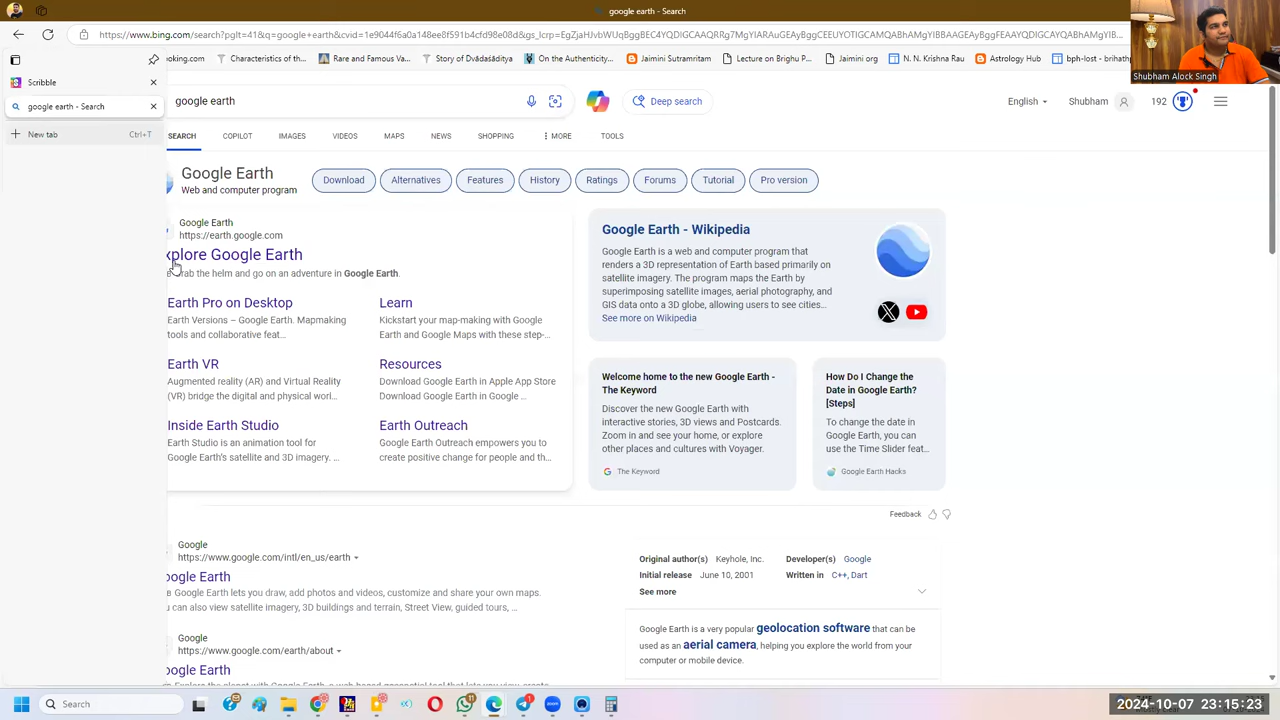 google earth - Search
https://www.bing.com/search?pglt=41&q=google+earth&cvid=
oking.com
Characteristics of th...
Rare and Famous Va...
Story of Dvādaśāditya
On the Authenticity...
Jaimini Sutramritam
Lecture on Brighu P...
Jaimini org
N. N. Krishna Rau
Astrology Hub
bph-lost - brihath
Shubham Alock Singh
Scribble
google earth - Search
New tab
Ctrl+T
google earth
Deep search
English
Shubham
192
SEARCH
COPILOT
IMAGES
VIDEOS
MAPS
NEWS
SHOPPING
MORE
TOOLS
Google Earth
Web and computer program
Download
Alternatives
Features
History
Ratings
Forums
Tutorial
Pro version
Google Earth
https://earth.google.com
xplore Google Earth
rab the helm and go on an adventure in Google Earth.
Earth Pro on Desktop
Earth Versions – Google Earth. Mapmaking
tools and collaborative feat...
Learn
Kickstart your map-making with Google
Earth and Google Maps with these step-...
Earth VR
Augmented reality (AR) and Virtual Reality
(VR) bridge the digital and physical worl...
Resources
Download Google Earth in Apple App Store
Download Google Earth in Google ...
Inside Earth Studio
Earth Studio is an animation tool for
Google Earth's satellite and 3D imagery. ...
Earth Outreach
Google Earth Outreach empowers you to
create positive change for people and th...
Google Earth - Wikipedia
Google Earth is a web and computer program that
renders a 3D representation of Earth based primarily on
satellite imagery. The program maps the Earth by
superimposing satellite images, aerial photography, and
GIS data onto a 3D globe, allowing users to see cities...
See more on Wikipedia
Welcome home to the new Google Earth -
The Keyword
Discover the new Google Earth with
interactive stories, 3D views and Postcards.
Zoom in and see your home, or explore
other places and cultures with Voyager.
The Keyword
How Do I Change the
Date in Google Earth?
[Steps]
To change the date in
Google Earth, you can
use the Time Slider feat...
Google Earth Hacks
Feedback
Google
https://www.google.com/intl/en_us/earth
oogle Earth
Google Earth lets you draw, add photos and videos, customize and share your own maps.
u can also view satellite imagery, 3D buildings and terrain, Street View, guided tours, ...
Google
https://www.google.com/earth/about
oogle Earth
Original author(s) Keyhole, Inc.
Developer(s) Google
Initial release June 10, 2001
Written in C++, Dart
See more
Google Earth is a very popular geolocation software that can be
used as an aerial camera, helping you explore the world from your
computer or mobile device.
Search
zoom
2024-10-07 23:15:23